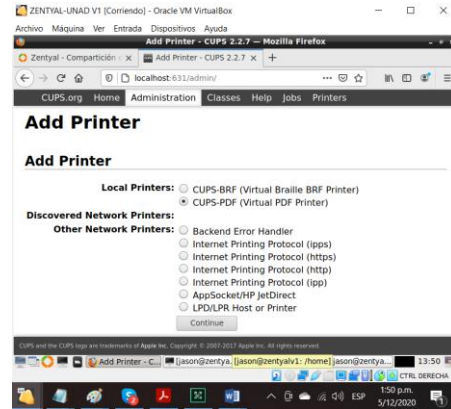 ZENTYAL-UNAD V1 [Corriendo] - Oracle VM VirtualBox
Archivo Máquina Ver Entrada Dispositivos Ayuda
Add Printer - CUPS 2.2.7 — Mozilla Firefox
Zentyal - Compartición Add Printer - CUPS 2.2.7
localhost:631/admin/
CUPS.org Home Administration Classes Help Jobs Printers
Add Printer
Add Printer
Local Printers: CUPS-BRF (Virtual Braille BRF Printer)
CUPS-PDF (Virtual PDF Printer)
Discovered Network Printers:
Other Network Printers: Backend Error Handler
Internet Printing Protocol (ipps)
Internet Printing Protocol (https)
Internet Printing Protocol (http)
Internet Printing Protocol (ipp)
AppSocket/HP JetDirect
LPD/LPR Host or Printer
Continue
CUPS and the CUPS logo are trademarks of Apple Inc. Copyright © 2007-2017 Apple Inc. All rights reserved.
Add Printer - C... [jason@zentya... [jason@zentyalv1: /home] jason@zentya... 13:50
CTRL DERECHA
ESP 1:50 p.m.
5/12/2020